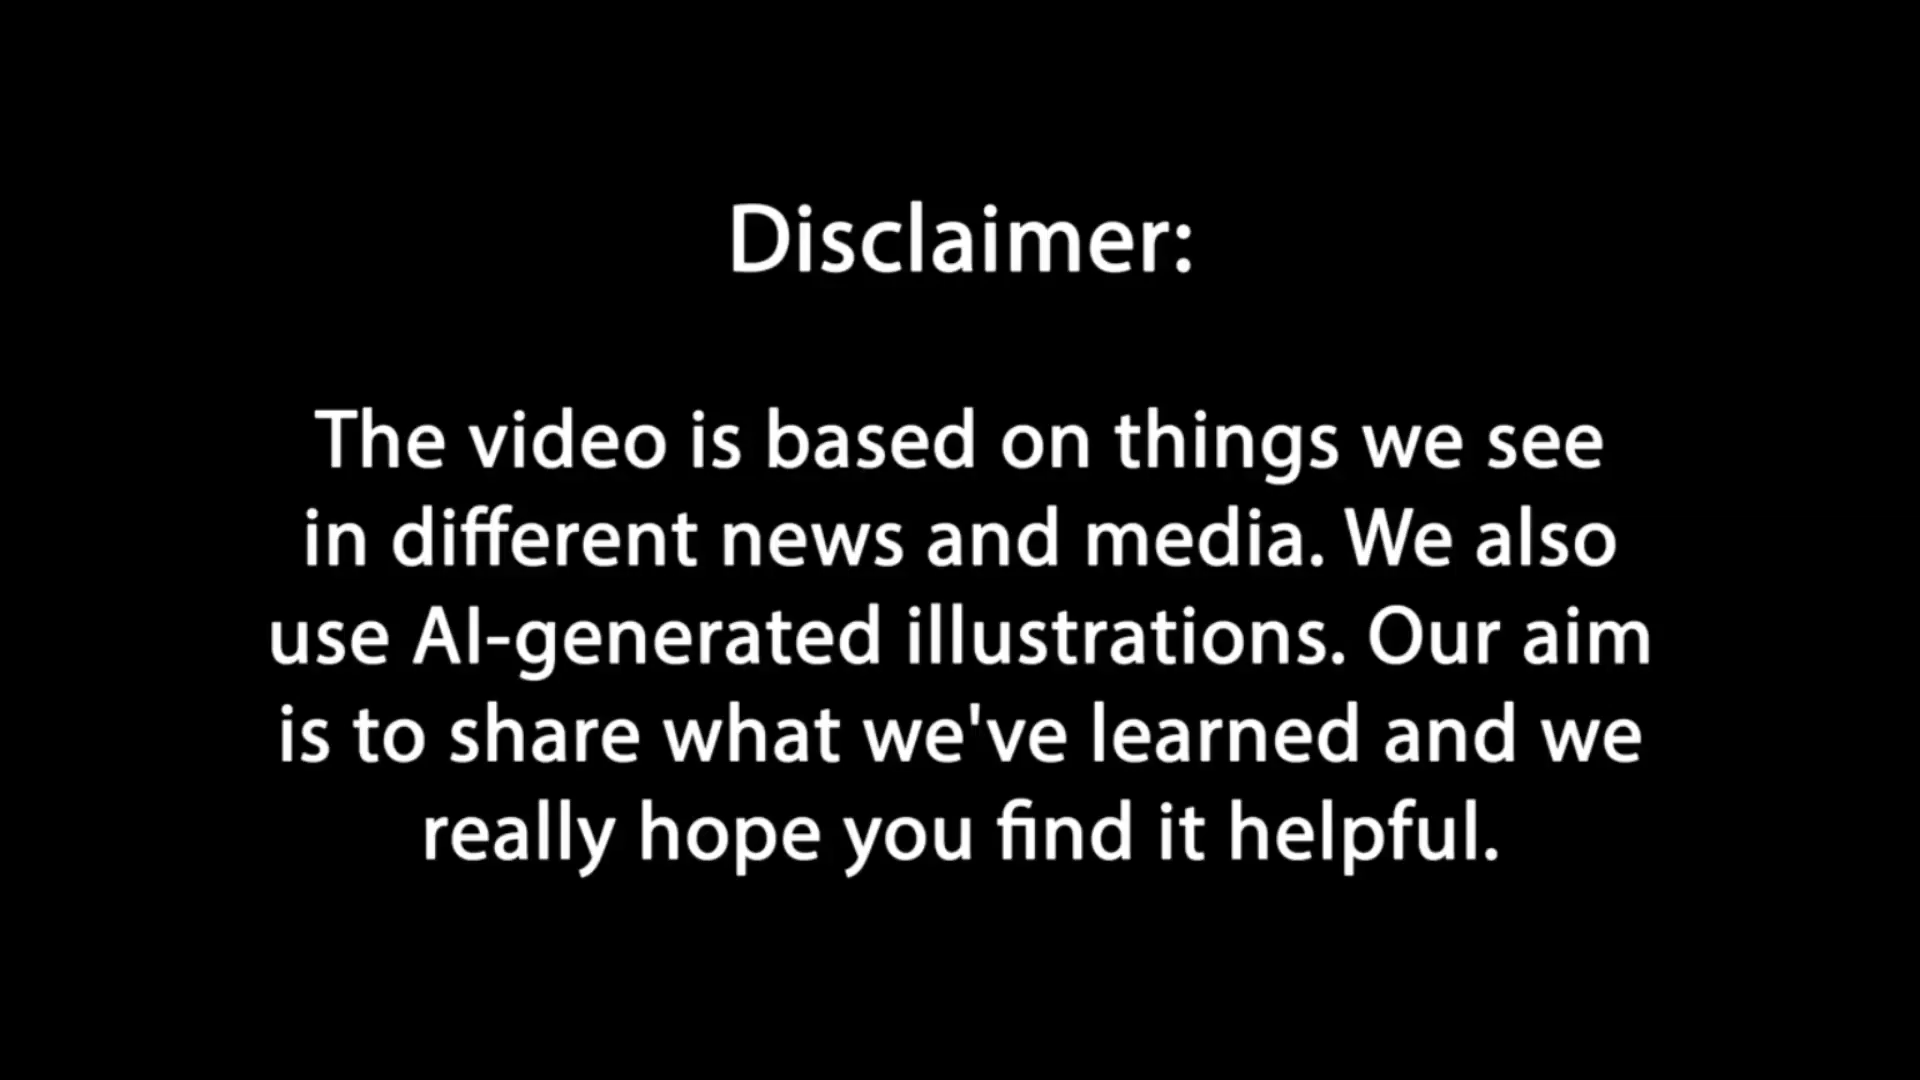 Disclaimer:
The video is based on things we see
in different news and media. We also
use AI-generated illustrations. Our aim
is to share what we've learned and we
really hope you find it helpful.